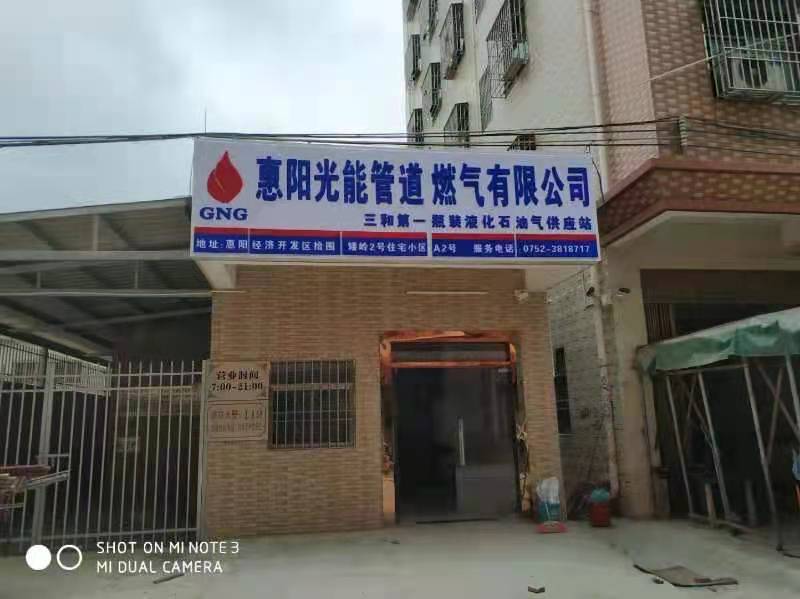 惠阳光能管道燃气有限公司
GNG
三和第一瓶装液化石油气供应站
地址:惠阳经济开发区拾围矮岭2号住宅小区A2号 服务电话:0752-3818717
营业时间
7:00-21:00
119
SHOT ON MI NOTE 3
MI DUAL CAMERA